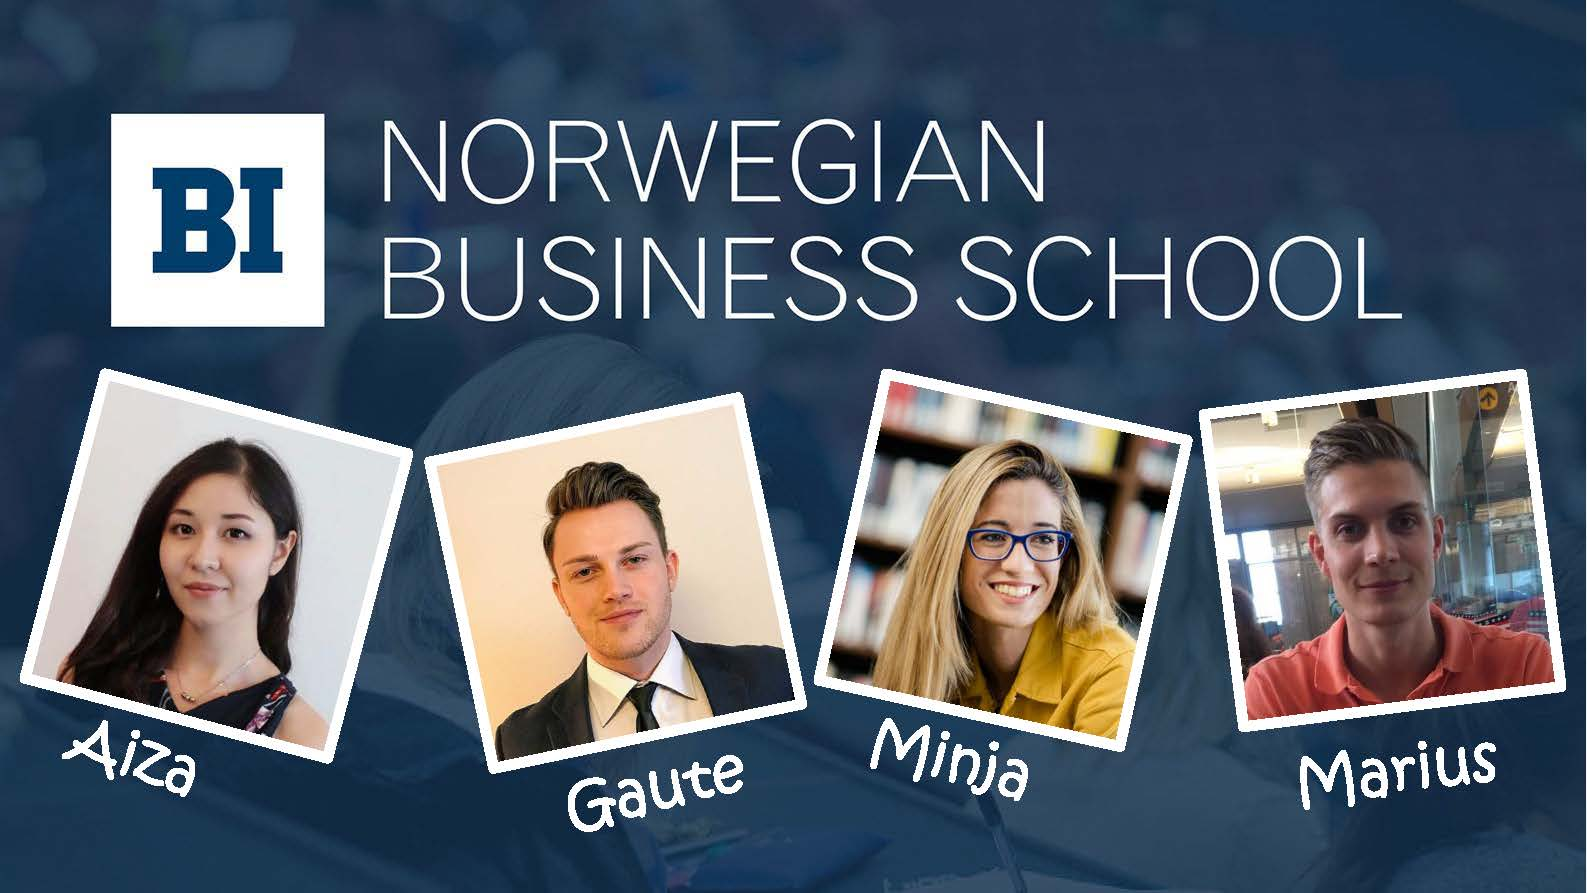 BI
NORWEGIAN
BUSINESS SCHOOL
Aiza
Gaute
Minja
Marius